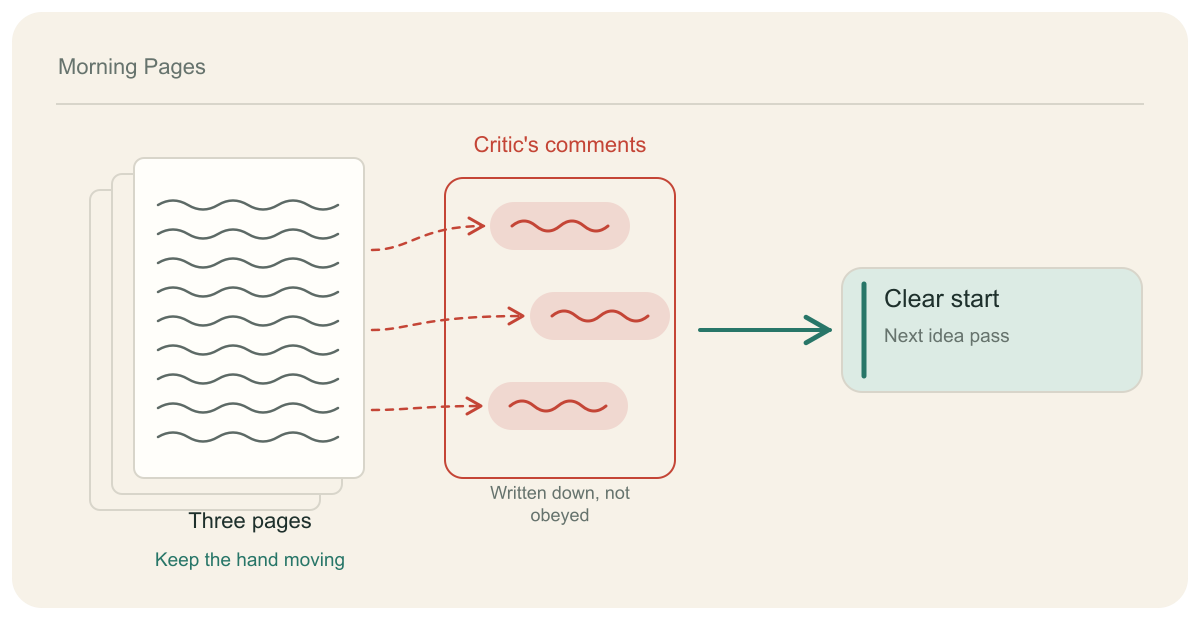 Morning Pages
Critic's comments
Three pages
Keep the hand moving
Written down, not
obeyed
Clear start
Next idea pass